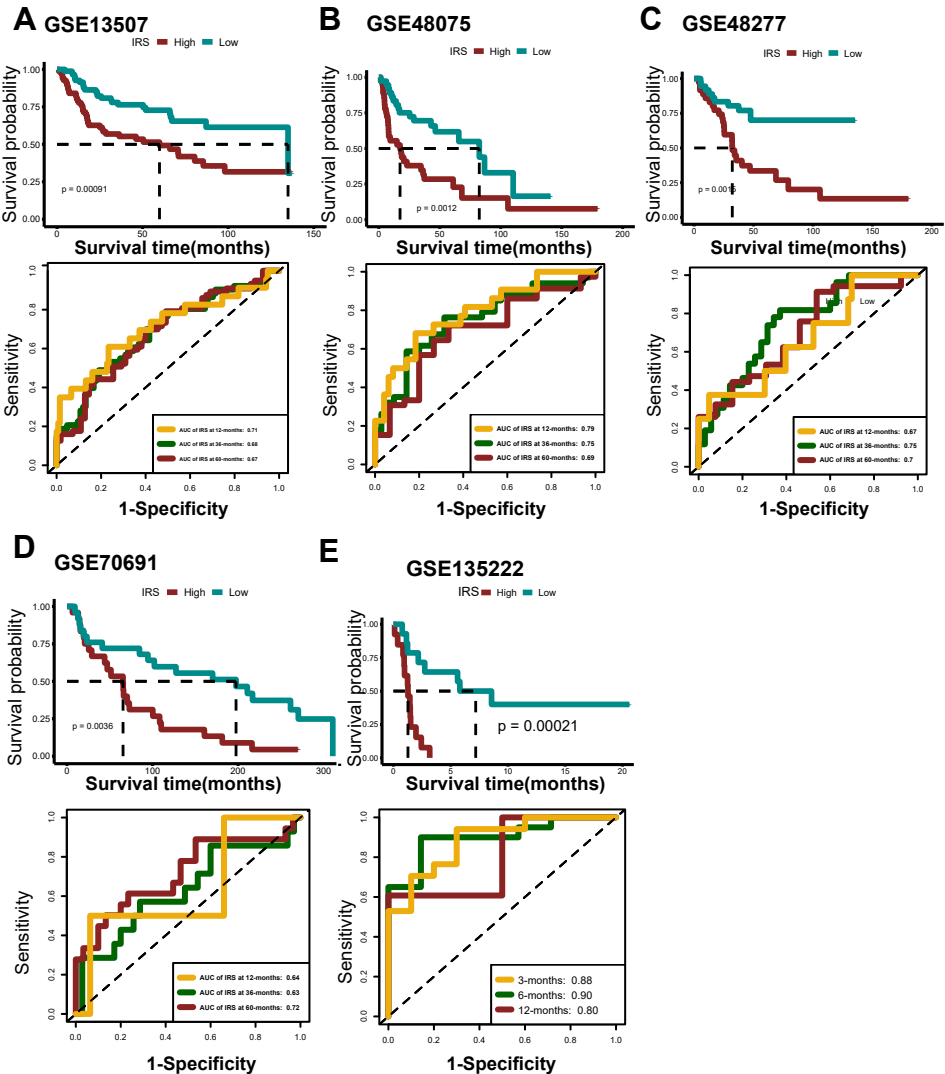 A GSE13507
IRS High Low
Survival probability
1.00
0.75
0.50
0.25
0.00
p = 0.00091
0 50 100 150
Survival time(months)
Sensitivity
1.0
0.8
0.6
0.4
0.2
0.0
AUC of IRS at 12-months: 0.71
AUC of IRS at 36-months: 0.68
AUC of IRS at 60-months: 0.67
0.0 0.2 0.4 0.6 0.8 1.0
1-Specificity
B GSE48075
IRS High Low
Survival probability
1.00
0.75
0.50
0.25
0.00
p = 0.0012
0 50 100 150 200
Survival time(months)
Sensitivity
1.0
0.8
0.6
0.4
0.2
0.0
AUC of IRS at 12-months: 0.79
AUC of IRS at 36-months: 0.75
AUC of IRS at 60-months: 0.69
0.0 0.2 0.4 0.6 0.8 1.0
1-Specificity
C GSE48277
IRS High Low
Survival probability
1.00
0.75
0.50
0.25
0.00
0 50 100 150 200
Survival time(months)
Sensitivity
1.0
0.8
0.6
0.4
0.2
0.0
High Low
AUC of IRS at 12-months: 0.67
AUC of IRS at 36-months: 0.75
AUC of IRS at 60-months: 0.7
0.0 0.2 0.4 0.6 0.8 1.0
1-Specificity
D GSE70691
IRS High Low
Survival probability
1.00
0.75
0.50
0.25
0.00
p = 0.0036
0 100 200 300
Survival time(months)
Sensitivity
1.0
0.8
0.6
0.4
0.2
0.0
AUC of IRS at 12-months: 0.64
AUC of IRS at 36-months: 0.63
AUC of IRS at 60-months: 0.72
0.0 0.2 0.4 0.6 0.8 1.0
1-Specificity
E GSE135222
IRS High Low
Survival probability
1.00
0.75
0.50
0.25
0.00
p = 0.00021
0 5 10 15 20
Survival time(months)
Sensitivity
1.0
0.8
0.6
0.4
0.2
0.0
3-months: 0.88
6-months: 0.90
12-months: 0.80
0.0 0.2 0.4 0.6 0.8 1.0
1-Specificity